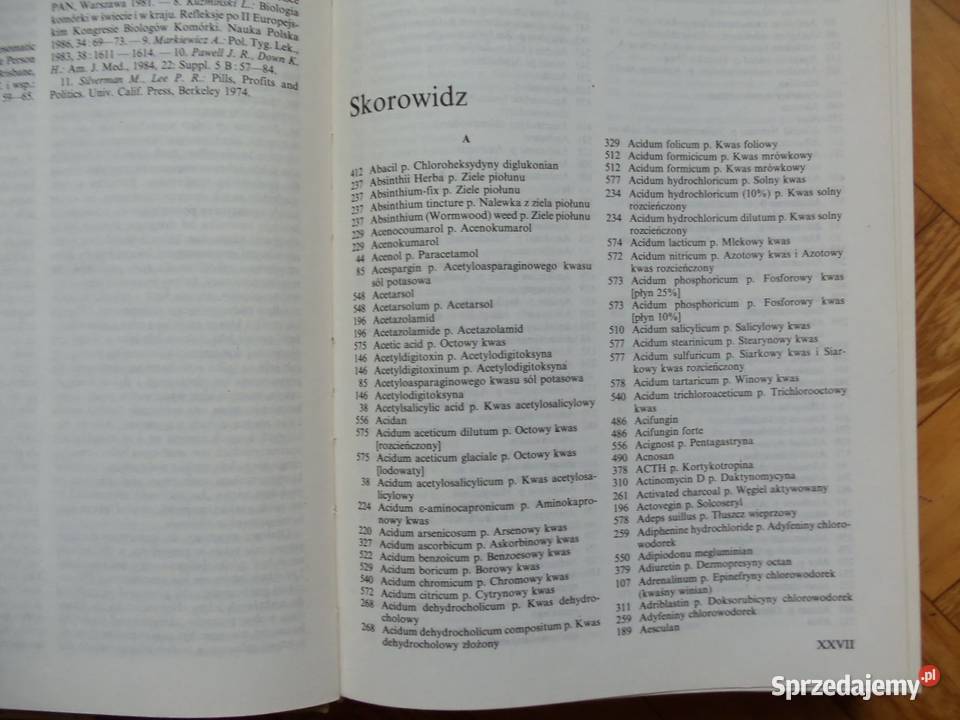 PAN, Warszawa 1981. — 8. Kuźmiński L.: Biologia
komórki w świecie i w kraju. Refleksje po II Europejs-
kim Kongresie Biologów Komórki. Nauka Polska
1986, 34 : 69—73. — 9. Markiewicz A.: Pol. Tyg. Lek.,
1983, 38 : 1611 — 1614. — 10. Pawell J. R., Down K.
H.: Am. J. Med., 1984, 22: Suppl. 5 B : 57—84.
11. Silverman M., Lee P. R.: Pills, Profits and
Politics. Univ. Calif. Press, Berkeley 1974.
somatic
Person
i wsp.:
59—65.
Skorowidz
A
412 Abacil p. Chloroheksydyny diglukonian
237 Absinthii Herba p. Ziele piołunu
237 Absinthium-fix p. Ziele piołunu
237 Absinthium tincture p. Nalewka z ziela piołunu
237 Absinthium (Wormwood) weed p. Ziele piołunu
229 Acenocoumarol p. Acenokumarol
229 Acenokumarol
44 Acenol p. Paracetamol
85 Acespargin p. Acetyloasparaginowego kwasu
sól potasowa
548 Acetarsol
548 Acetarsolum p. Acetarsol
196 Acetazolamid
196 Acetazolamide p. Acetazolamid
575 Acetic acid p. Octowy kwas
146 Acetyldigitoxin p. Acetylodigitoksyna
146 Acetyldigitoxinum p. Acetylodigitoksyna
85 Acetyloasparaginowego kwasu sól potasowa
146 Acetylodigitoksyna
38 Acetylsalicylic acid p. Kwas acetylosalicylowy
556 Acidan
575 Acidum aceticum dilutum p. Octowy kwas
[rozcieńczony]
575 Acidum aceticum glaciale p. Octowy kwas
[lodowaty]
38 Acidum acetylosalicylicum p. Kwas acetylosa-
licylowy
224 Acidum ε-aminocapronicum p. Aminokapro-
nowy kwas
220 Acidum arsenicosum p. Arsenowy kwas
327 Acidum ascorbicum p. Askorbinowy kwas
522 Acidum benzoicum p. Benzoesowy kwas
529 Acidum boricum p. Borowy kwas
540 Acidum chromicum p. Chromowy kwas
572 Acidum citricum p. Cytrynowy kwas
268 Acidum dehydrocholicum p. Kwas dehydro-
cholowy
268 Acidum dehydrocholicum compositum p. Kwas
dehydrocholowy złożony
329 Acidum folicum p. Kwas foliowy
512 Acidum formicicum p. Kwas mrówkowy
512 Acidum formicum p. Kwas mrówkowy
577 Acidum hydrochloricum p. Solny kwas
234 Acidum hydrochloricum (10%) p. Kwas solny
rozcieńczony
234 Acidum hydrochloricum dilutum p. Kwas solny
rozcieńczony
574 Acidum lacticum p. Mlekowy kwas
572 Acidum nitricum p. Azotowy kwas i Azotowy
kwas rozcieńczony
573 Acidum phosphoricum p. Fosforowy kwas
[płyn 25%]
573 Acidum phosphoricum p. Fosforowy kwas
[płyn 10%]
510 Acidum salicylicum p. Salicylowy kwas
577 Acidum stearinicum p. Stearynowy kwas
577 Acidum sulfuricum p. Siarkowy kwas i Siar-
kowy kwas rozcieńczony
578 Acidum tartaricum p. Winowy kwas
540 Acidum trichloroaceticum p. Trichlorooctowy
kwas
486 Acifungin
486 Acifungin forte
556 Acignost p. Pentagastryna
490 Acnosan
378 ACTH p. Kortykotropina
310 Actinomycin D p. Daktynomycyna
261 Activated charcoal p. Węgiel aktywowany
196 Actovegin p. Solcoseryl
578 Adeps suillus p. Tłuszcz wieprzowy
259 Adiphenine hydrochloride p. Adyfeniny chloro-
wodorek
550 Adipiodonu megluminian
379 Adiuretin p. Dermopresyny octan
107 Adrenalinum p. Epinefryny chlorowodorek
(kwaśny winian)
311 Adriblastin p. Doksorubicyny chlorowodorek
259 Adyfeniny chlorowodorek
189 Aesculan
XXVII
Sprzedajemy.pl